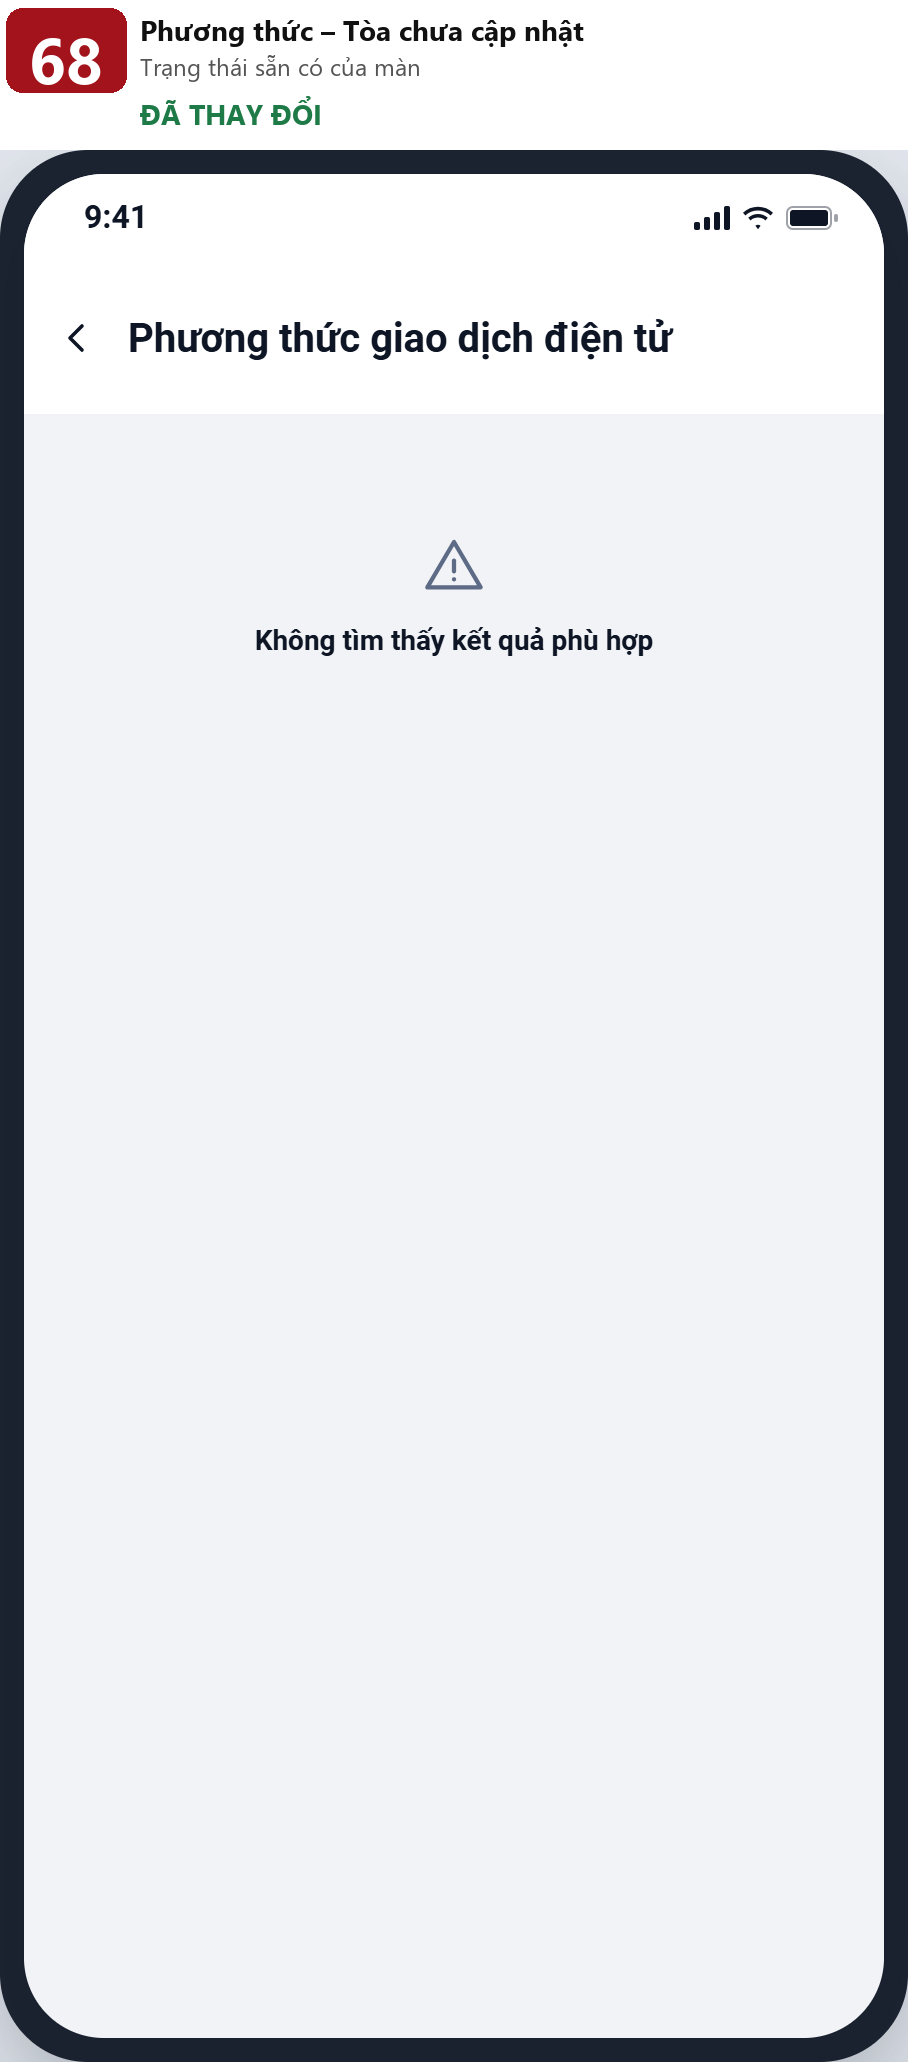 68
Phương thức – Tòa chưa cập nhật
Trạng thái sẵn có của màn
ĐÃ THAY ĐỔI
9:41
Phương thức giao dịch điện tử
Không tìm thấy kết quả phù hợp